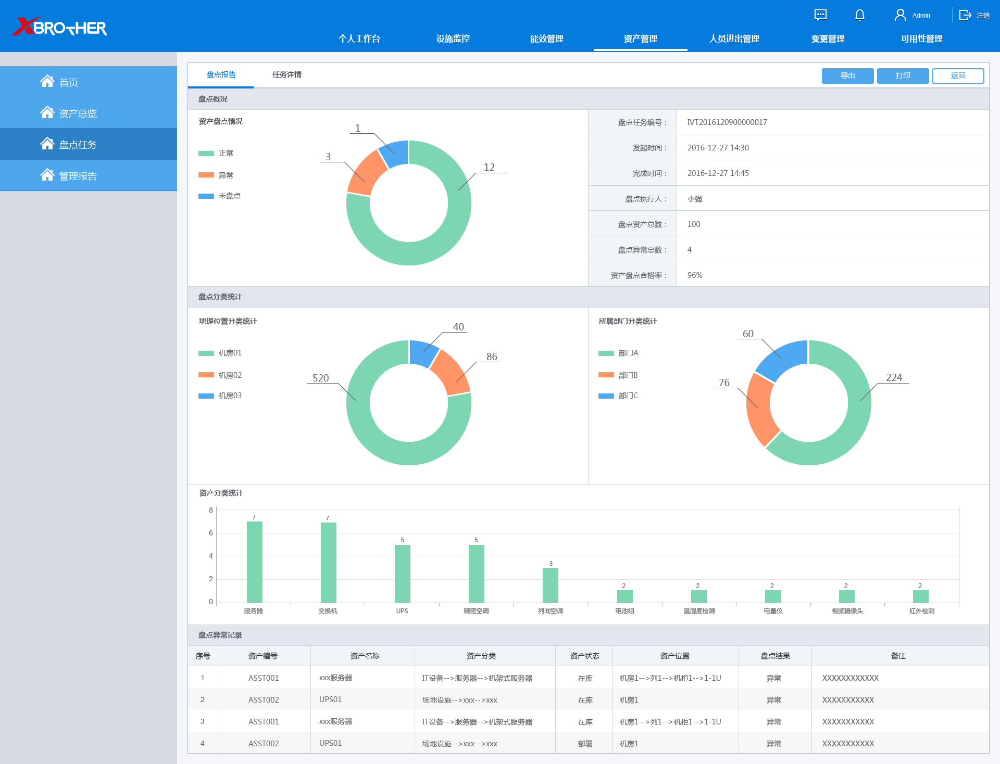 XBROTHER
Admin
注销
个人工作台 设施监控 能效管理 资产管理 人员进出管理 变更管理 可用性管理
首页
资产总览
盘点任务
管理报告
盘点报告 任务详情 导出 打印 返回
盘点概况
资产盘点情况
正常
异常
未盘点
1
3
12
盘点任务编号： IVT2016120900000017
发起时间： 2016-12-27 14:30
完成时间： 2016-12-27 14:45
盘点执行人： 小强
盘点资产总数： 100
盘点异常总数： 4
资产盘点合格率： 96%
盘点分类统计
地理位置分类统计
机房01
机房02
机房03
40
86
520
所属部门分类统计
部门A
部门B
部门C
60
76
224
资产分类统计
8
6
4
2
0
7 7 5 5 3 2 2 2 2 2
服务器 交换机 UPS 精密空调 列间空调 电池组 温湿度检测 电量仪 视频摄像头 红外检测
盘点异常记录
序号 资产编号 资产名称 资产分类 资产状态 资产位置 盘点结果 备注
1 ASST001 xxx服务器 IT设备-->服务器-->机架式服务器 在库 机房1-->列1-->机柜1-->1-1U 异常 XXXXXXXXXXXX
2 ASST002 UPS01 场地设施-->xxx-->xxx 在库 机房1 异常 XXXXXXXXXXX
3 ASST001 xxx服务器 IT设备-->服务器-->机架式服务器 在库 机房1-->列1-->机柜1-->1-1U 异常 XXXXXXXXXXX
4 ASST002 UPS01 场地设施-->xxx-->xxx 部署 机房1 异常 XXXXXXXXXXX